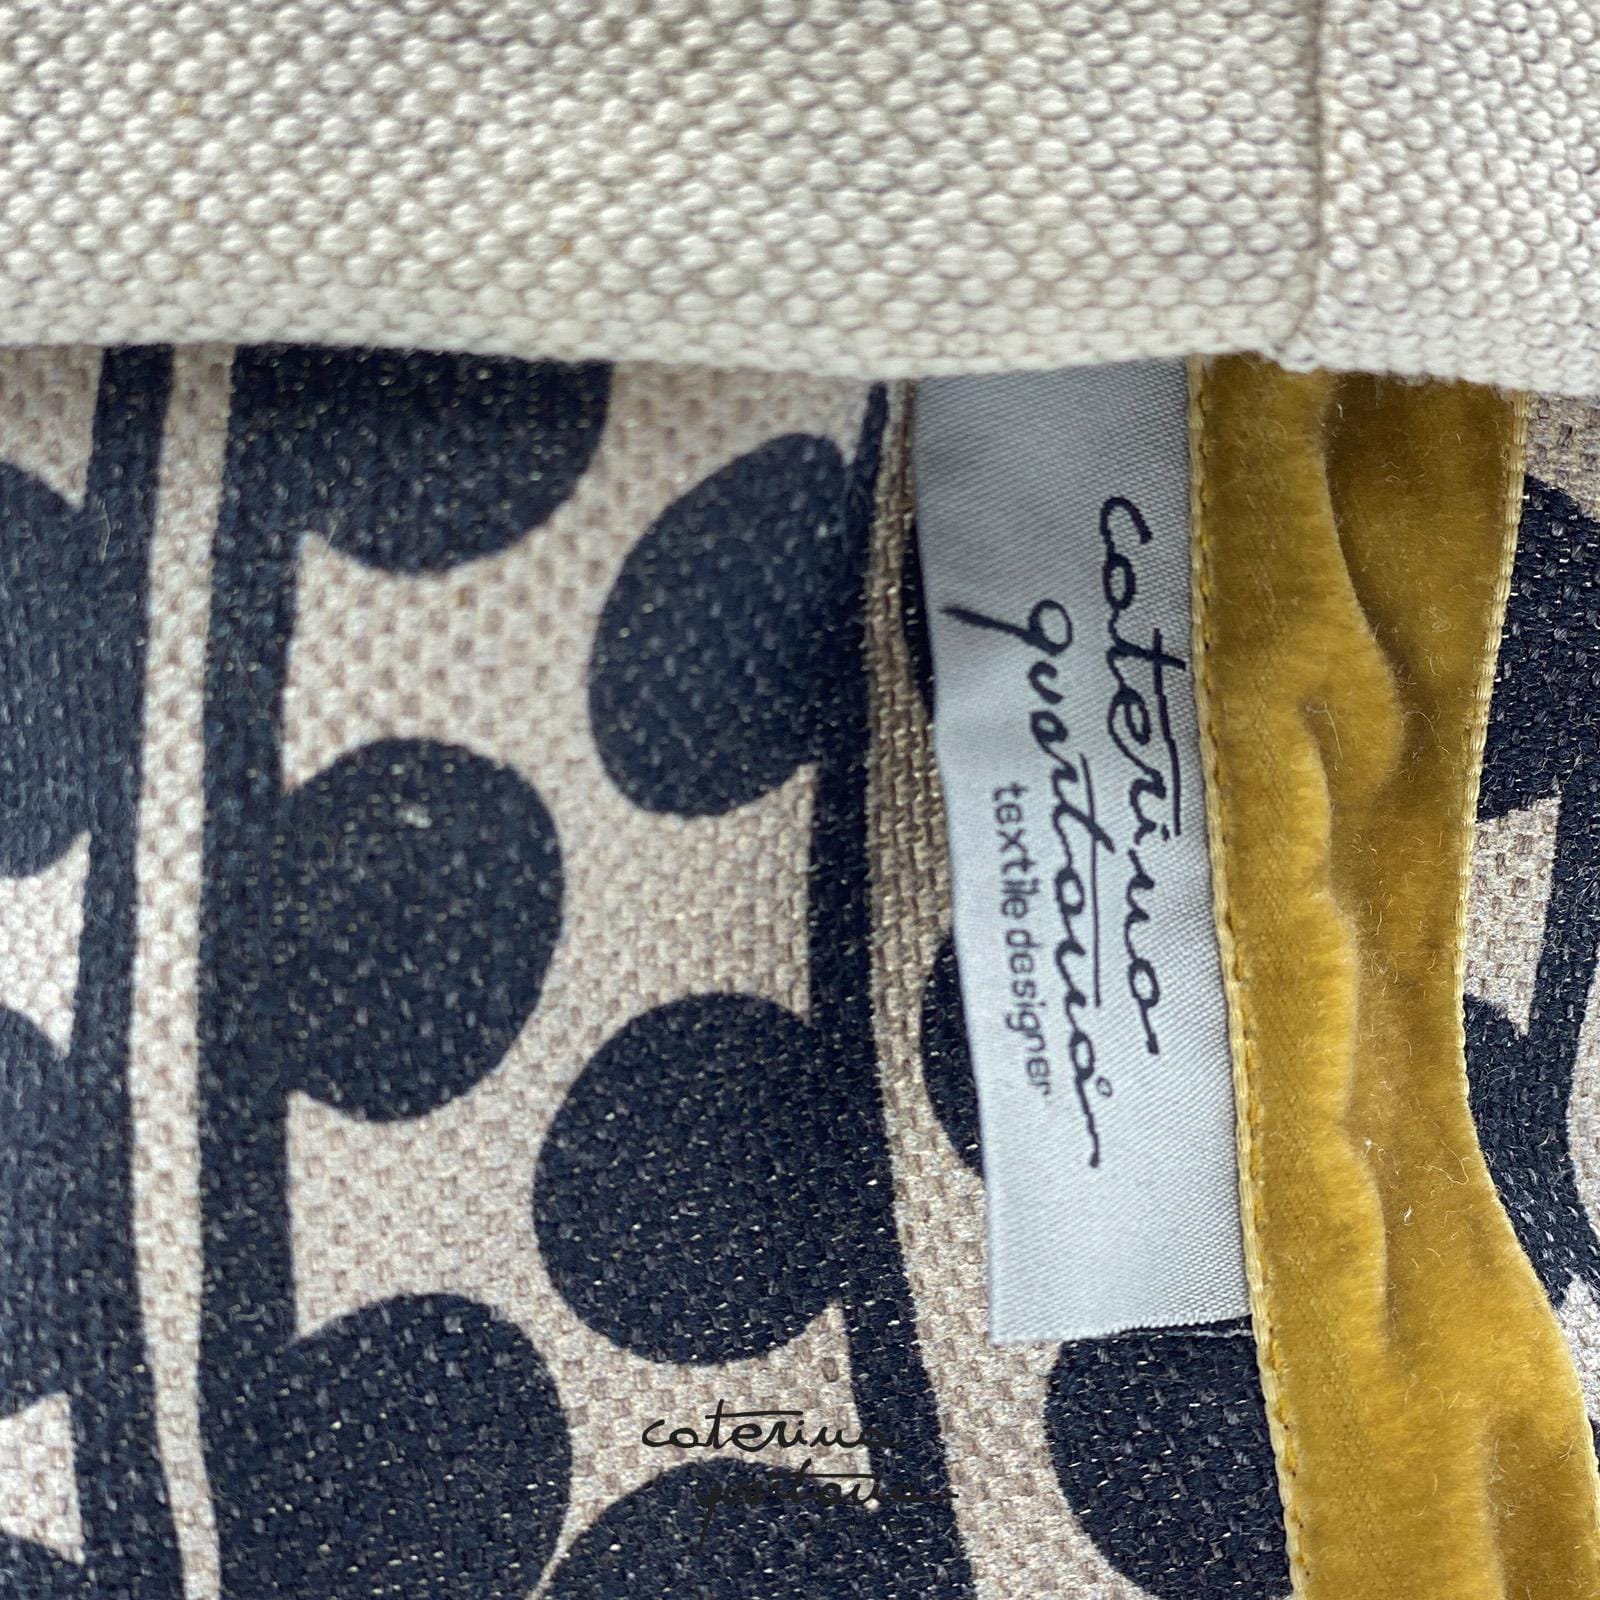 caterina
quartana
textile designer
caterina
quartana